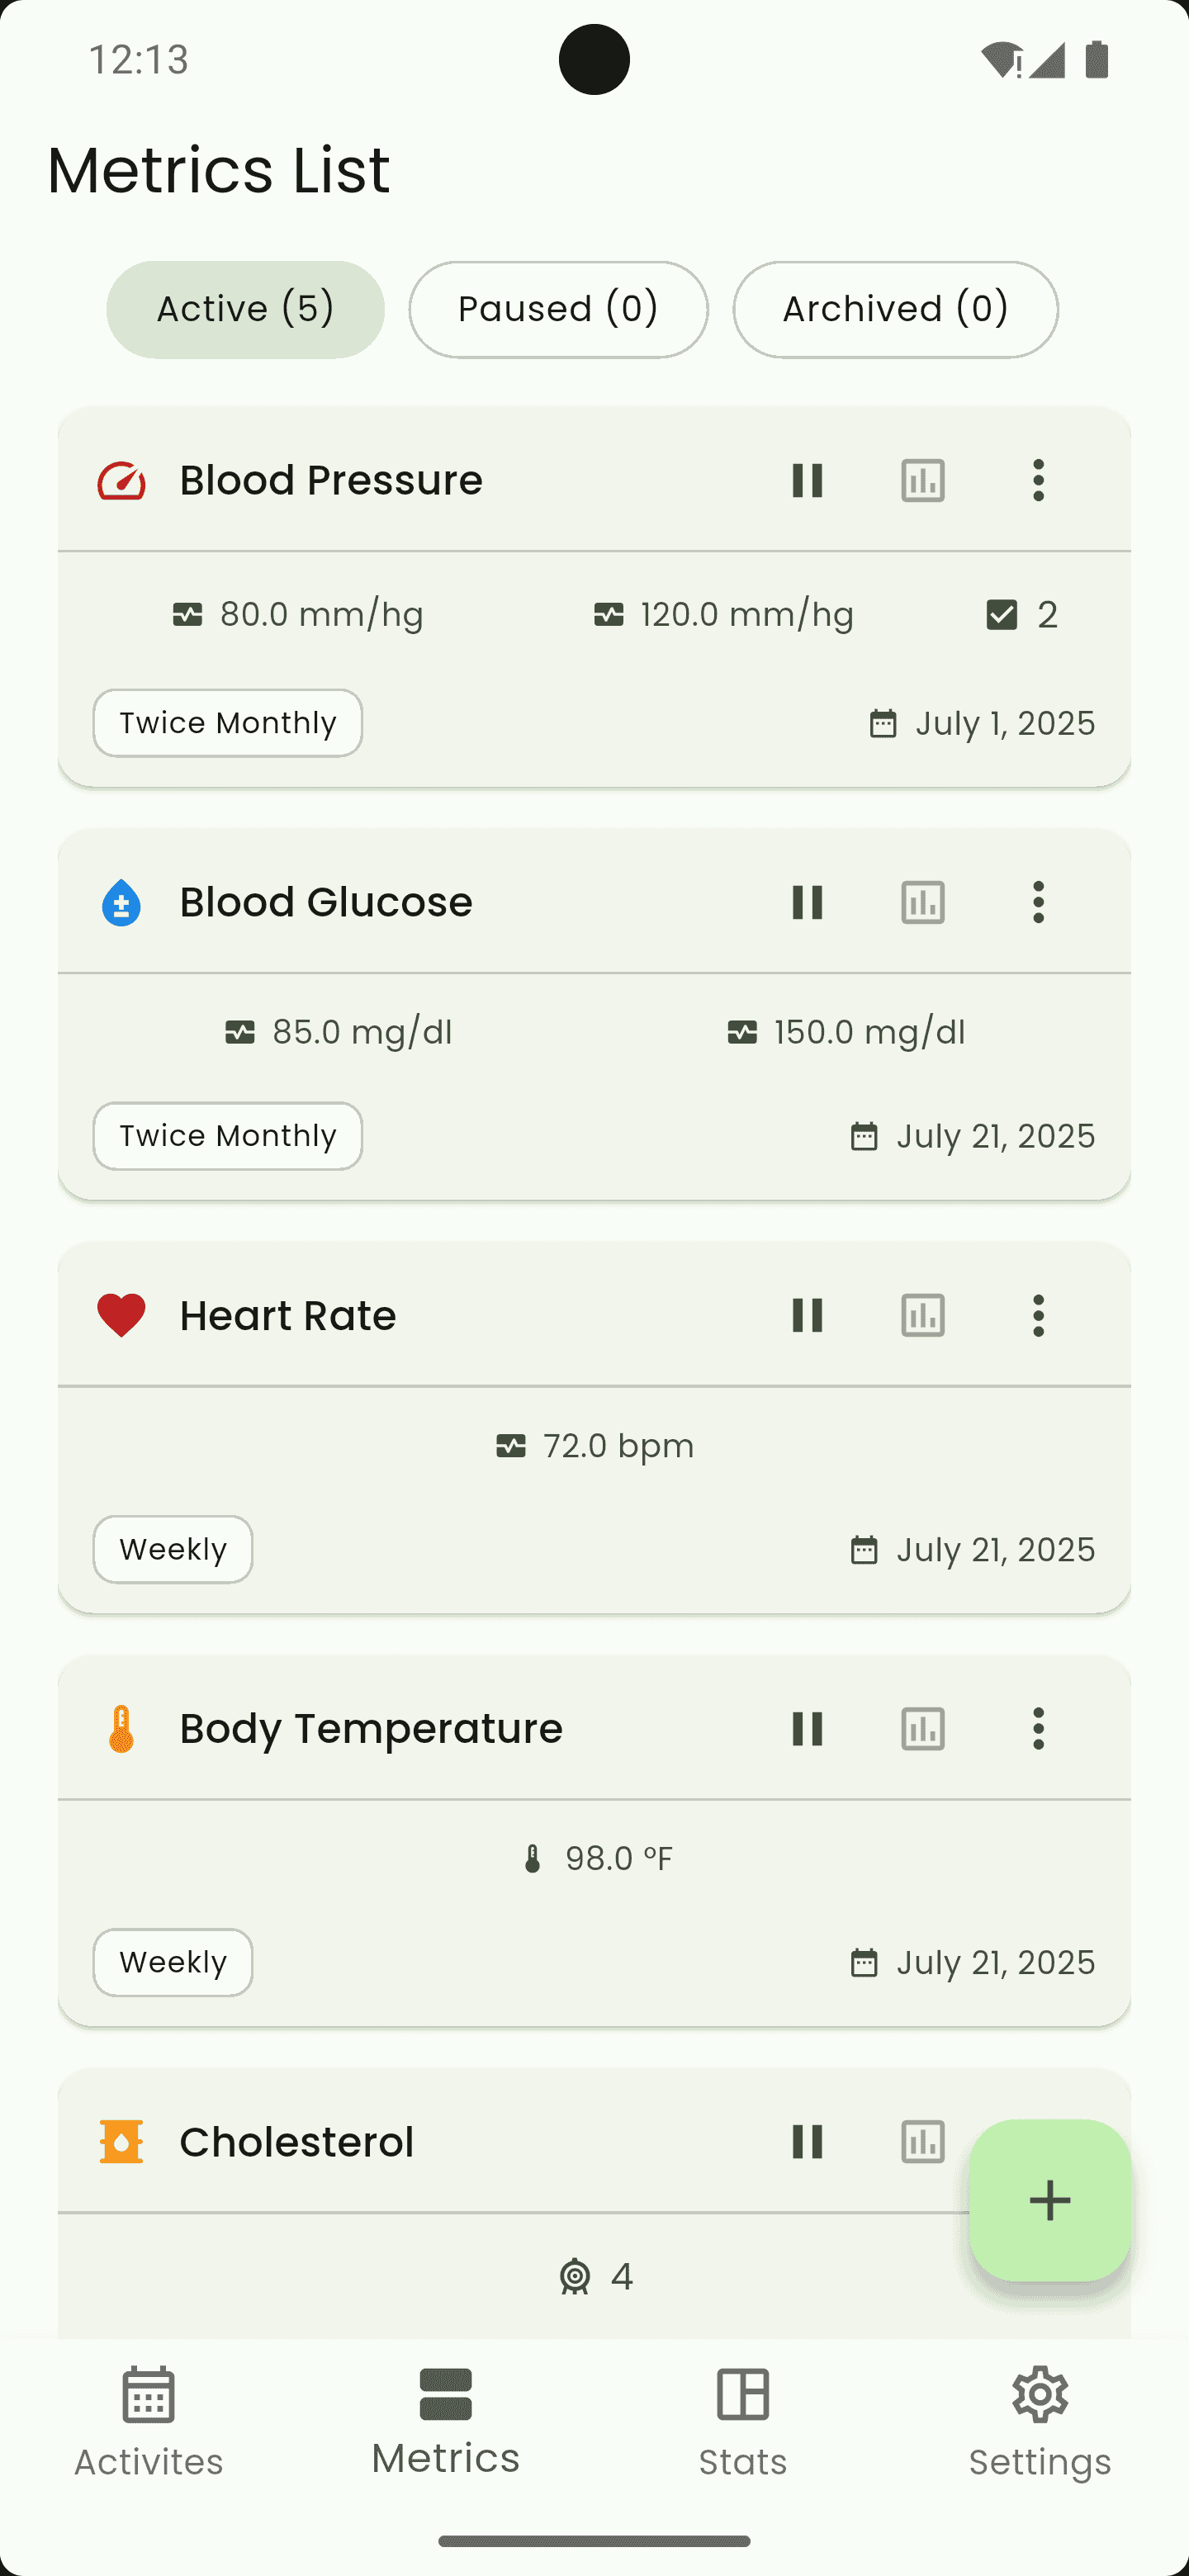 12:13
Metrics List
Active (5) Paused (0) Archived (0)
Blood Pressure
80.0 mm/hg 120.0 mm/hg 2
Twice Monthly July 1, 2025
Blood Glucose
85.0 mg/dl 150.0 mg/dl
Twice Monthly July 21, 2025
Heart Rate
72.0 bpm
Weekly July 21, 2025
Body Temperature
98.0 °F
Weekly July 21, 2025
Cholesterol
4
Activites Metrics Stats Settings